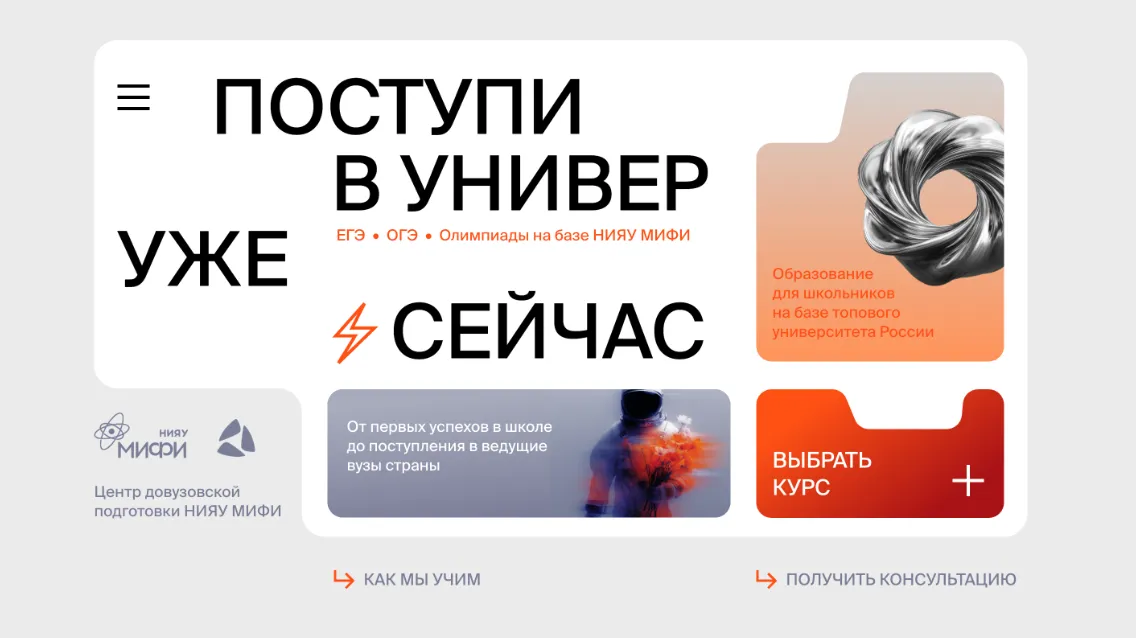 ПОСТУПИ
В УНИВЕР
ЕГЭ • ОГЭ • Олимпиады на базе НИЯУ МИФИ
УЖЕ
СЕЙЧАС
Образование
для школьников
на базе топового
университета России
НИЯУ
МИФИ
Центр довузовской
подготовки НИЯУ МИФИ
От первых успехов в школе
до поступления в ведущие
вузы страны
ВЫБРАТЬ
КУРС
КАК МЫ УЧИМ
ПОЛУЧИТЬ КОНСУЛЬТАЦИЮ